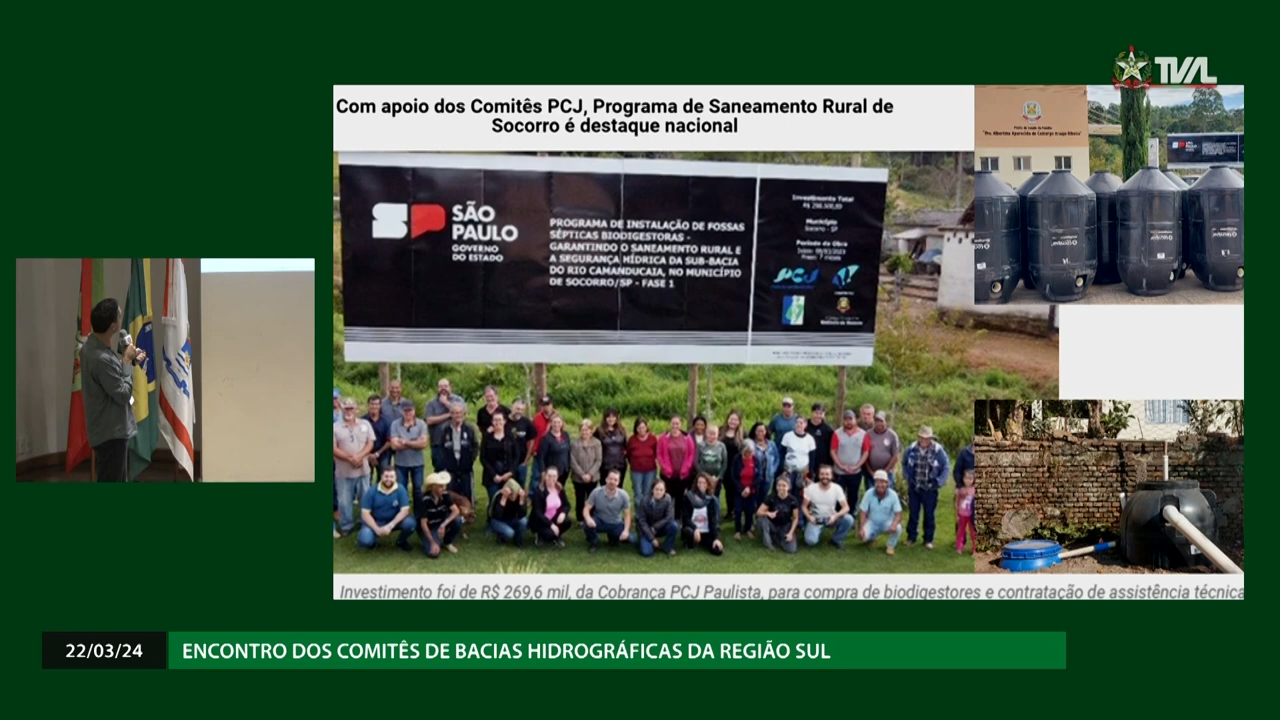 TVAL
Com apoio dos Comitês PCJ, Programa de Saneamento Rural de
Socorro é destaque nacional
SP
SÃO
PAULO
GOVERNO
DO ESTADO
PROGRAMA DE INSTALAÇÃO DE FOSSAS
SÉPTICAS BIODIGESTORAS -
GARANTINDO O SANEAMENTO RURAL E
A SEGURANÇA HÍDRICA DA SUB-BACIA
DO RIO CAMANDUCAIA, NO MUNICÍPIO
DE SOCORRO/SP - FASE 1
Investimento Total
Município
Socorro - SP
Período da Obra
PCJ
Investimento foi de R$ 269,6 mil, da Cobrança PCJ Paulista, para compra de biodigestores e contratação de assistência técnica
22/03/24
ENCONTRO DOS COMITÊS DE BACIAS HIDROGRÁFICAS DA REGIÃO SUL